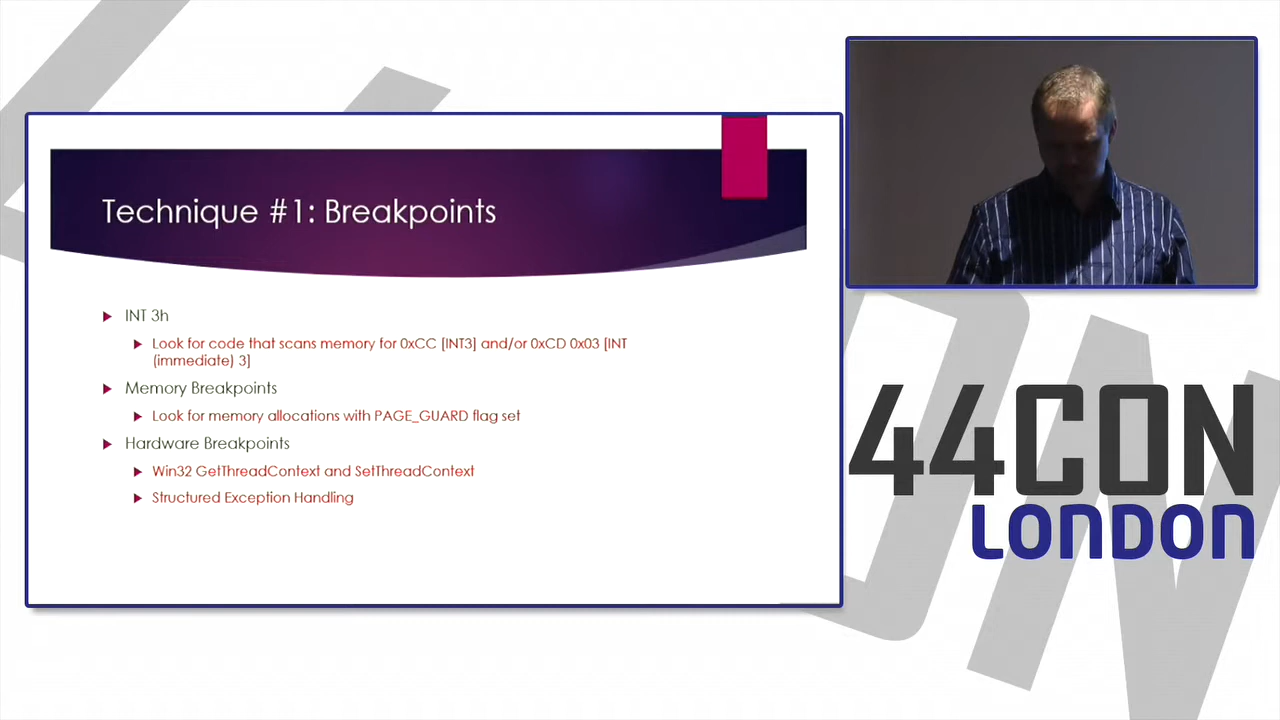 Technique #1: Breakpoints
INT 3h
Look for code that scans memory for 0xCC [INT3] and/or 0xCD 0x03 [INT
(immediate) 3]
Memory Breakpoints
Look for memory allocations with PAGE_GUARD flag set
Hardware Breakpoints
Win32 GetThreadContext and SetThreadContext
Structured Exception Handling
44CON
LONDON